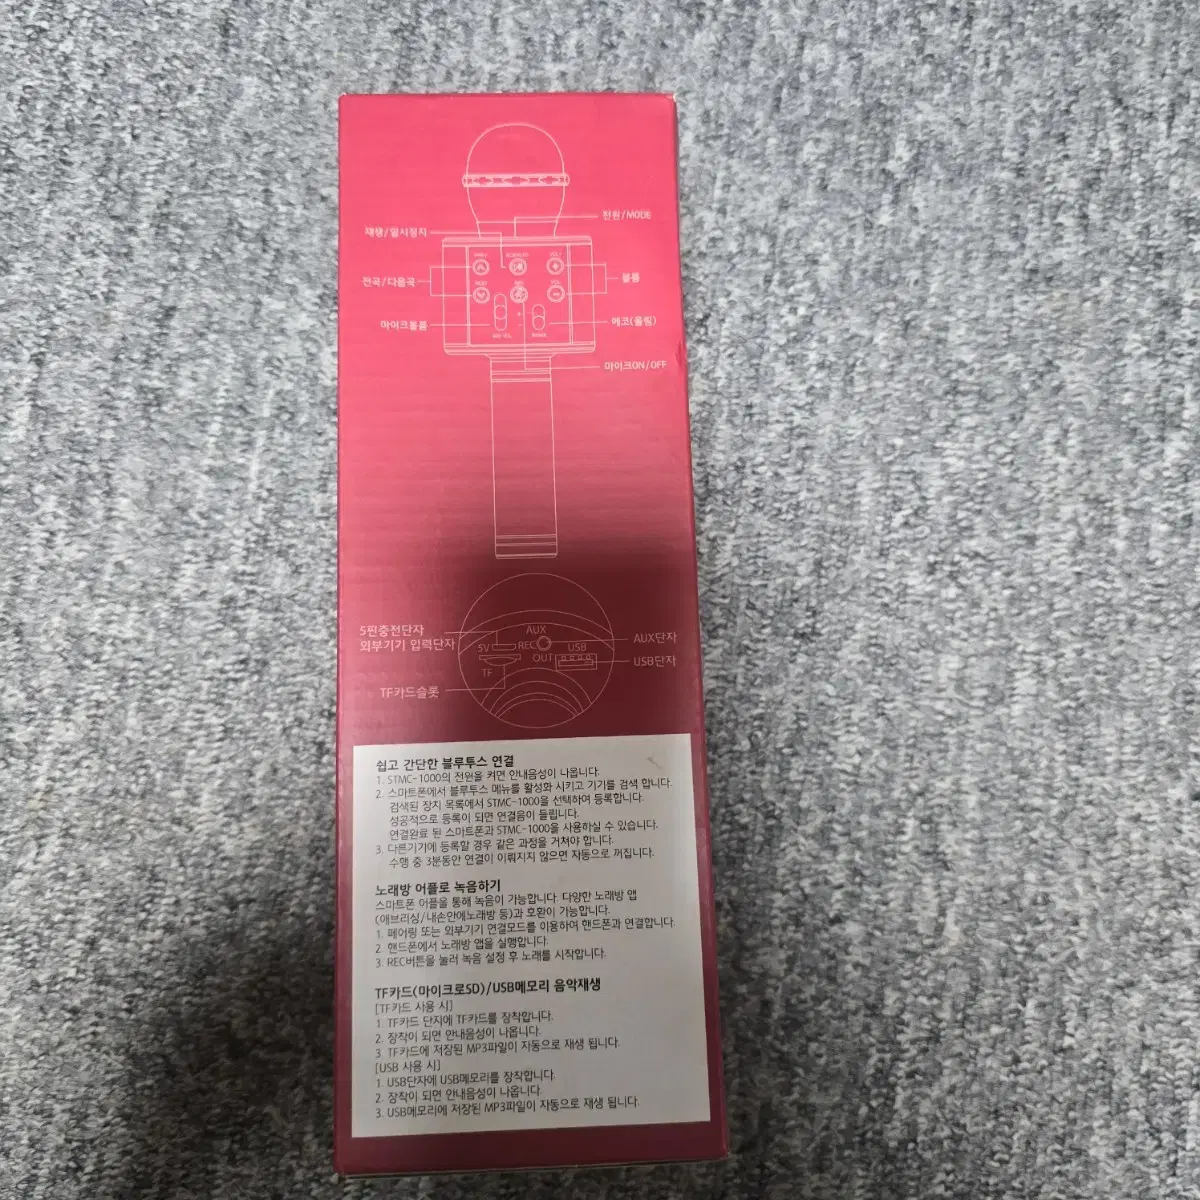 전원/MODE
재생/일시정지
전곡/다음곡
볼륨
마이크볼륨
에코(울림)
마이크ON/OFF
5핀충전단자
외부기기 입력단자
AUX
5V
REC
USB
OUT
TF
AUX단자
USB단자
TF카드슬롯
쉽고 간단한 블루투스 연결
1. STMC-1000의 전원을 켜면 안내음성이 나옵니다.
2. 스마트폰에서 블루투스 메뉴를 활성화 시키고 기기를 검색 합니다.
검색된 장치 목록에서 STMC-1000을 선택하여 등록합니다.
성공적으로 등록이 되면 연결음이 들립니다.
연결완료 된 스마트폰과 STMC-1000을 사용하실 수 있습니다.
3. 다른기기에 등록할 경우 같은 과정을 거쳐야 합니다.
수행 중 3분동안 연결이 이뤄지지 않으면 자동으로 꺼집니다.
노래방 어플로 녹음하기
스마트폰 어플을 통해 녹음이 가능합니다. 다양한 노래방 앱
(에브리싱/내손안에노래방 등)과 호환이 가능합니다.
1. 페어링 또는 외부기기 연결모드를 이용하여 핸드폰과 연결합니다.
2. 핸드폰에서 노래방 앱을 실행합니다.
3. REC버튼을 눌러 녹음 설정 후 노래를 시작합니다.
TF카드(마이크로SD)/USB메모리 음악재생
[TF카드 사용 시]
1. TF카드 단자에 TF카드를 장착합니다.
2. 장착이 되면 안내음성이 나옵니다.
3. TF카드에 저장된 MP3파일이 자동으로 재생 됩니다.
[USB 사용 시]
1. USB단자에 USB메모리를 장착합니다.
2. 장착이 되면 안내음성이 나옵니다.
3. USB메모리에 저장된 MP3파일이 자동으로 재생 됩니다.